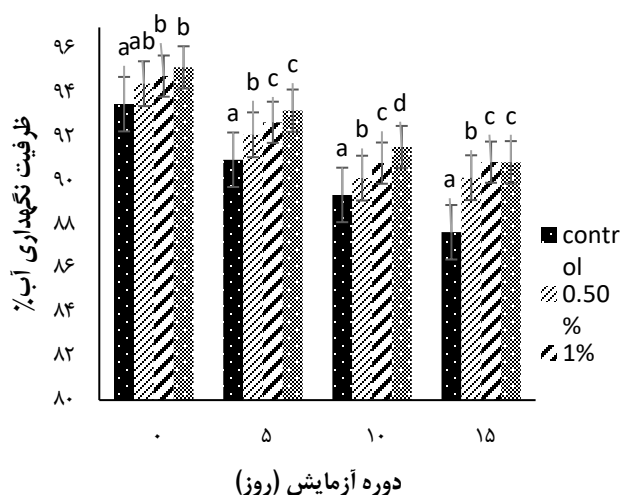 ظرفیت نگهداری آب%
۹۶
۹۴
۹۲
۹۰
۸۸
۸۶
۸۴
۸۲
۸۰
a ab b b
a b c c
a b c d
a b c c
۰ ۵ ۱۰ ۱۵
دوره آزمایش (روز)
contr
ol
0.50
%
1%